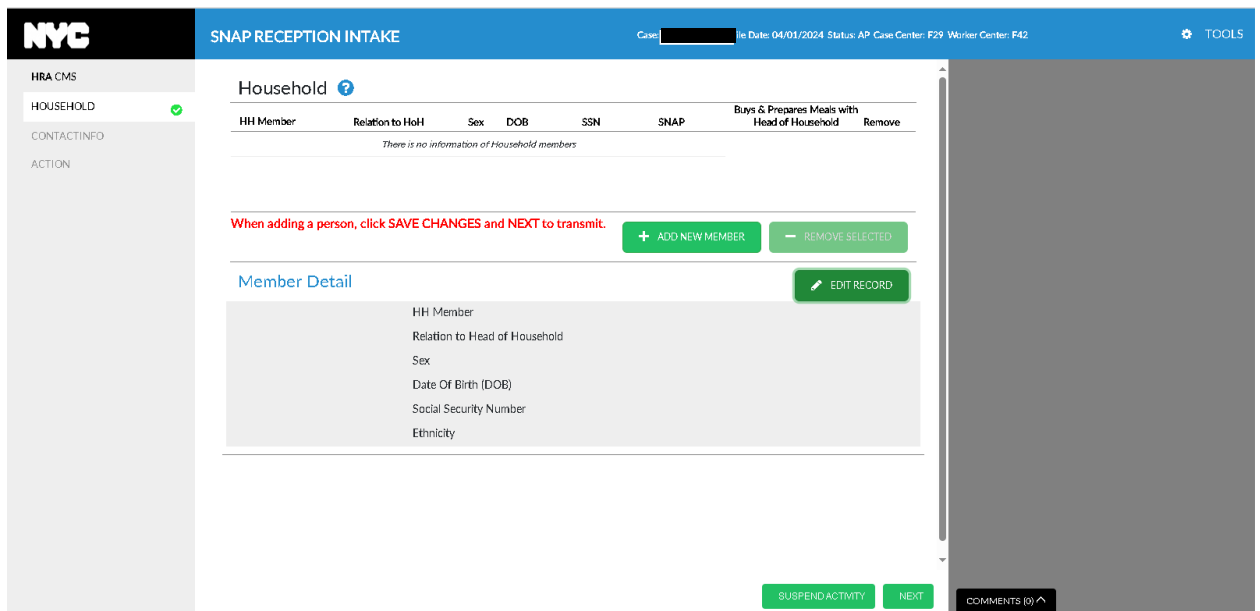 NYC
SNAP RECEPTION INTAKE
Case: ile Date: 04/01/2024 Status: AP Case Center: F29 Worker Center: F42
TOOLS
HRA CMS
HOUSEHOLD
CONTACTINFO
ACTION
Household ?
HH Member Relation to HoH Sex DOB SSN SNAP Buys & Prepares Meals with Head of Household Remove
There is no information of Household members
When adding a person, click SAVE CHANGES and NEXT to transmit.
+ ADD NEW MEMBER
− REMOVE SELECTED
Member Detail
EDIT RECORD
HH Member
Relation to Head of Household
Sex
Date Of Birth (DOB)
Social Security Number
Ethnicity
SUSPEND ACTIVITY
NEXT
COMMENTS (0)